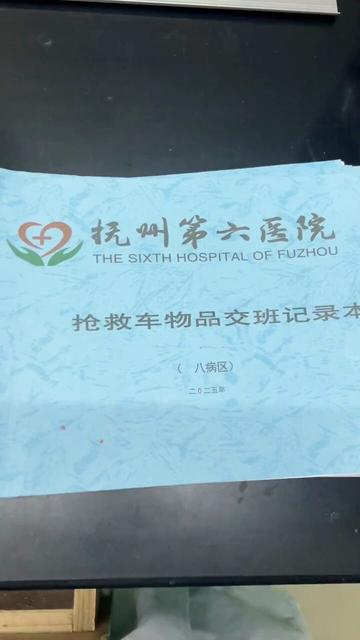 抚州第六医院
THE SIXTH HOSPITAL OF FUZHOU
抢救车物品交班记录本
（ 八病区）
二0二五年